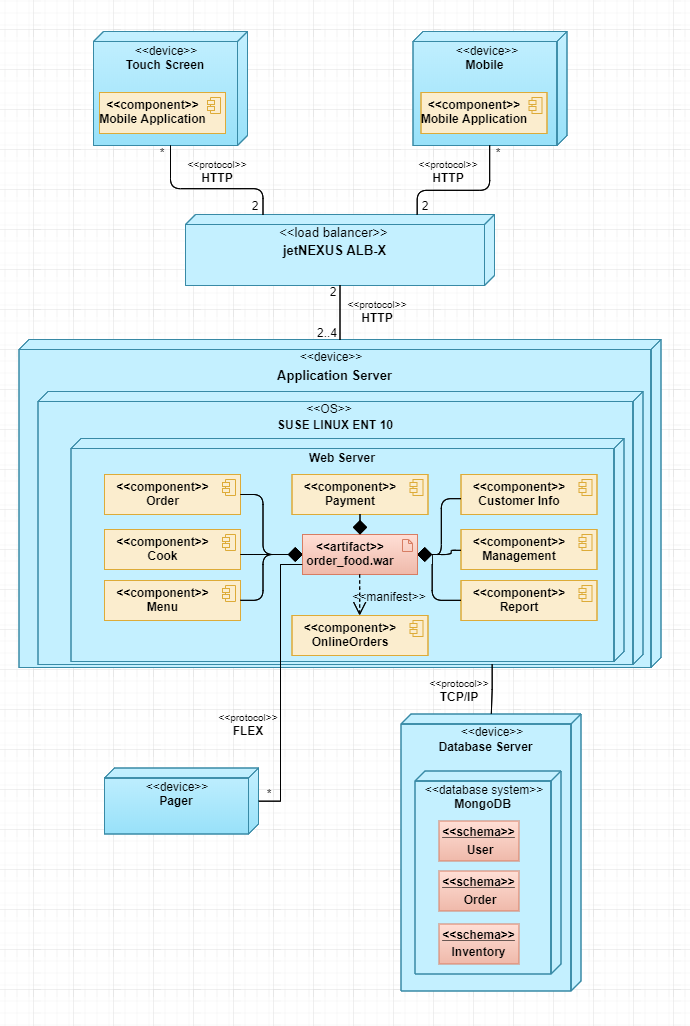 <<device>>
Touch Screen
<<component>>
Mobile Application
<<device>>
Mobile
<<component>>
Mobile Application
*
<<protocol>>
HTTP
2
<<protocol>>
HTTP
*
2
<<load balancer>>
jetNEXUS ALB-X
2
<<protocol>>
HTTP
2..4
<<device>>
Application Server
<<OS>>
SUSE LINUX ENT 10
Web Server
<<component>>
Order
<<component>>
Payment
<<component>>
Customer Info
<<component>>
Cook
<<artifact>>
order_food.war
<<component>>
Management
<<component>>
Menu
<<manifest>>
<<component>>
Report
<<component>>
OnlineOrders
<<protocol>>
TCP/IP
<<protocol>>
FLEX
<<device>>
Pager
*
<<device>>
Database Server
<<database system>>
MongoDB
<<schema>>
User
<<schema>>
Order
<<schema>>
Inventory